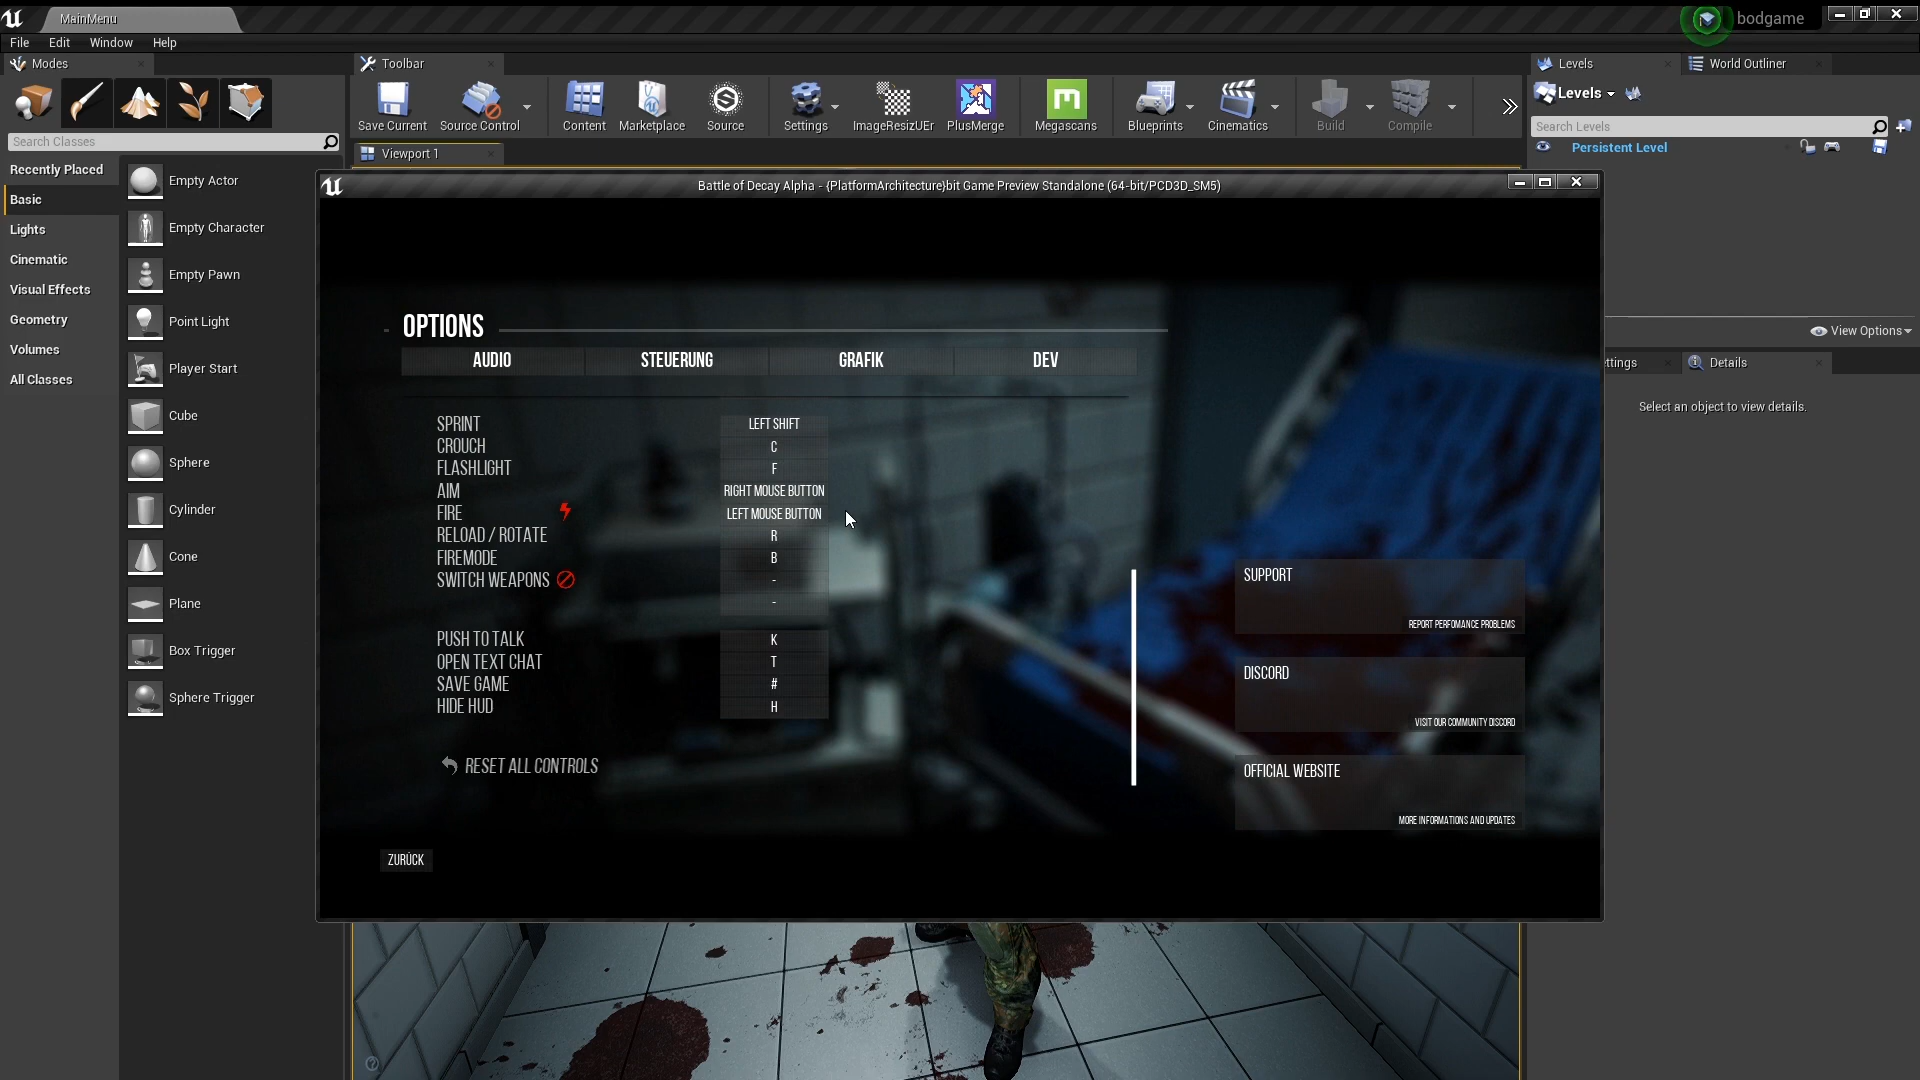 MainMenu
bodgame
File Edit Window Help
Modes
Toolbar
Levels
World Outliner
Save Current
Source Control
Content
Marketplace
Source
Settings
ImageResizUEr
PlusMerge
Megascans
Blueprints
Cinematics
Build
Compile
Levels
Search Classes
Search Levels
Viewport 1
Persistent Level
Recently Placed
Basic
Lights
Cinematic
Visual Effects
Geometry
Volumes
All Classes
Empty Actor
Empty Character
Empty Pawn
Point Light
Player Start
Cube
Sphere
Cylinder
Cone
Plane
Box Trigger
Sphere Trigger
Battle of Decay Alpha - {PlatformArchitecture}bit Game Preview Standalone (64-bit/PCD3D_SM5)
OPTIONS
AUDIO STEUERUNG GRAFIK DEV
SPRINT LEFT SHIFT
CROUCH C
FLASHLIGHT F
AIM RIGHT MOUSE BUTTON
FIRE LEFT MOUSE BUTTON
RELOAD / ROTATE R
FIREMODE B
SWITCH WEAPONS -
-
PUSH TO TALK K
OPEN TEXT CHAT T
SAVE GAME #
HIDE HUD H
RESET ALL CONTROLS
ZURÜCK
SUPPORT
REPORT PERFOMANCE PROBLEMS
DISCORD
VISIT OUR COMMUNITY DISCORD
OFFICIAL WEBSITE
MORE INFORMATIONS AND UPDATES
View Options
ettings
Details
Select an object to view details.